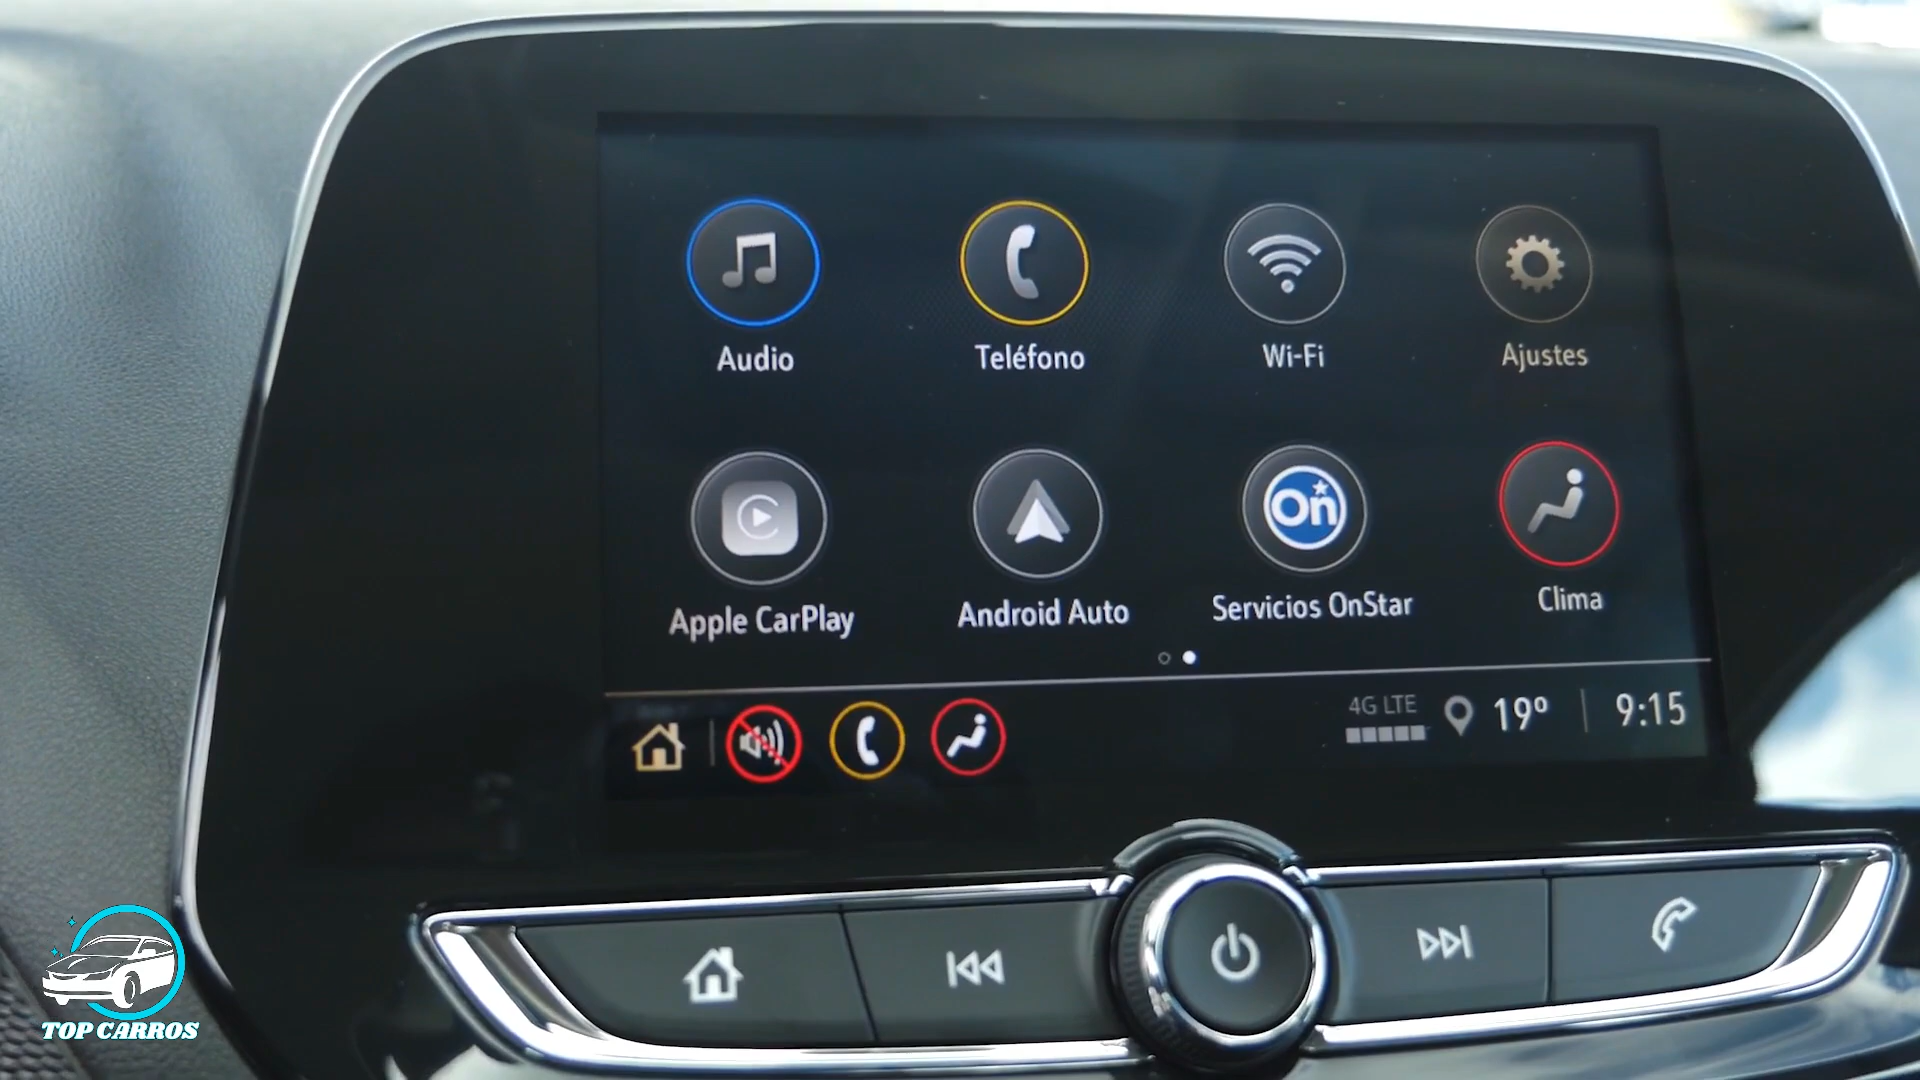 Audio
Teléfono
Wi-Fi
Ajustes
Apple CarPlay
Android Auto
On
Servicios OnStar
Clima
4G LTE
19°
9:15
TOP CARROS